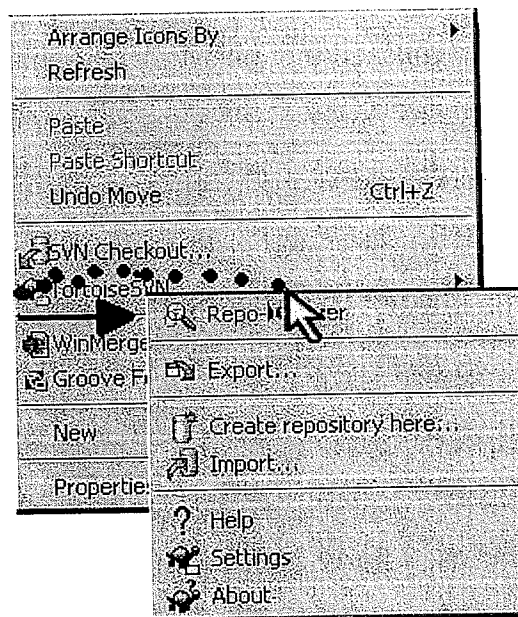 Arrange Icons By
Refresh
Paste
Paste Shortcut
Undo Move Ctrl+Z
SVN Checkout...
TortoiseSVN
WinMerge
Groove F
New
Properties
Repo-
Export...
Create repository here...
Import...
Help
Settings
About